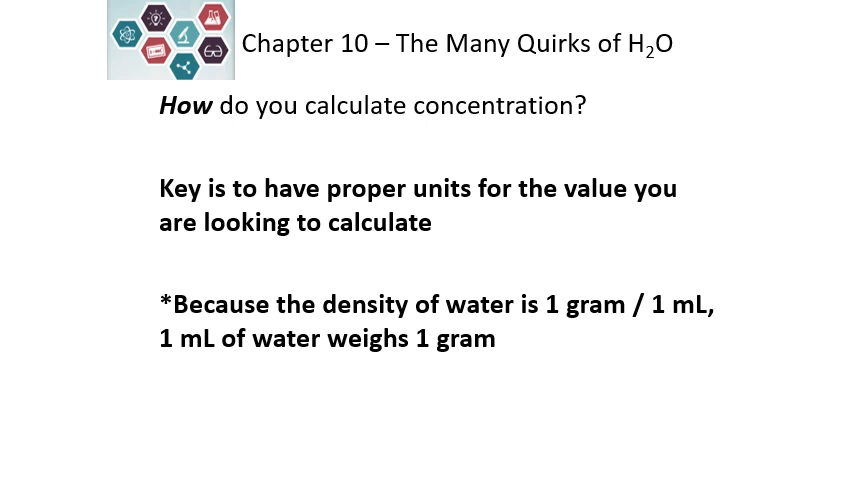 Chapter 10 – The Many Quirks of H₂O
How do you calculate concentration?
Key is to have proper units for the value you
are looking to calculate
*Because the density of water is 1 gram / 1 mL,
1 mL of water weighs 1 gram